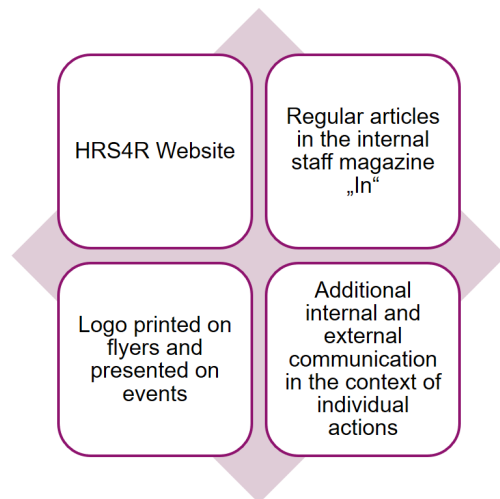 HRS4R Website
Regular articles
in the internal
staff magazine
„In“
Logo printed on
flyers and
presented on
events
Additional
internal and
external
communication
in the context of
individual
actions